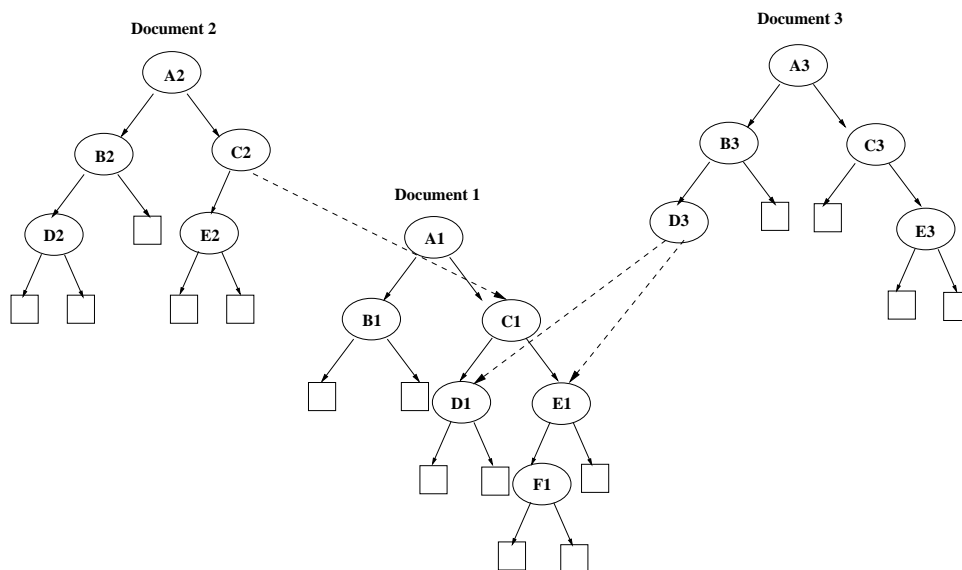 Document 2
A2
B2
C2
D2
E2
Document 1
A1
B1
C1
D1
E1
F1
Document 3
A3
B3
C3
D3
E3